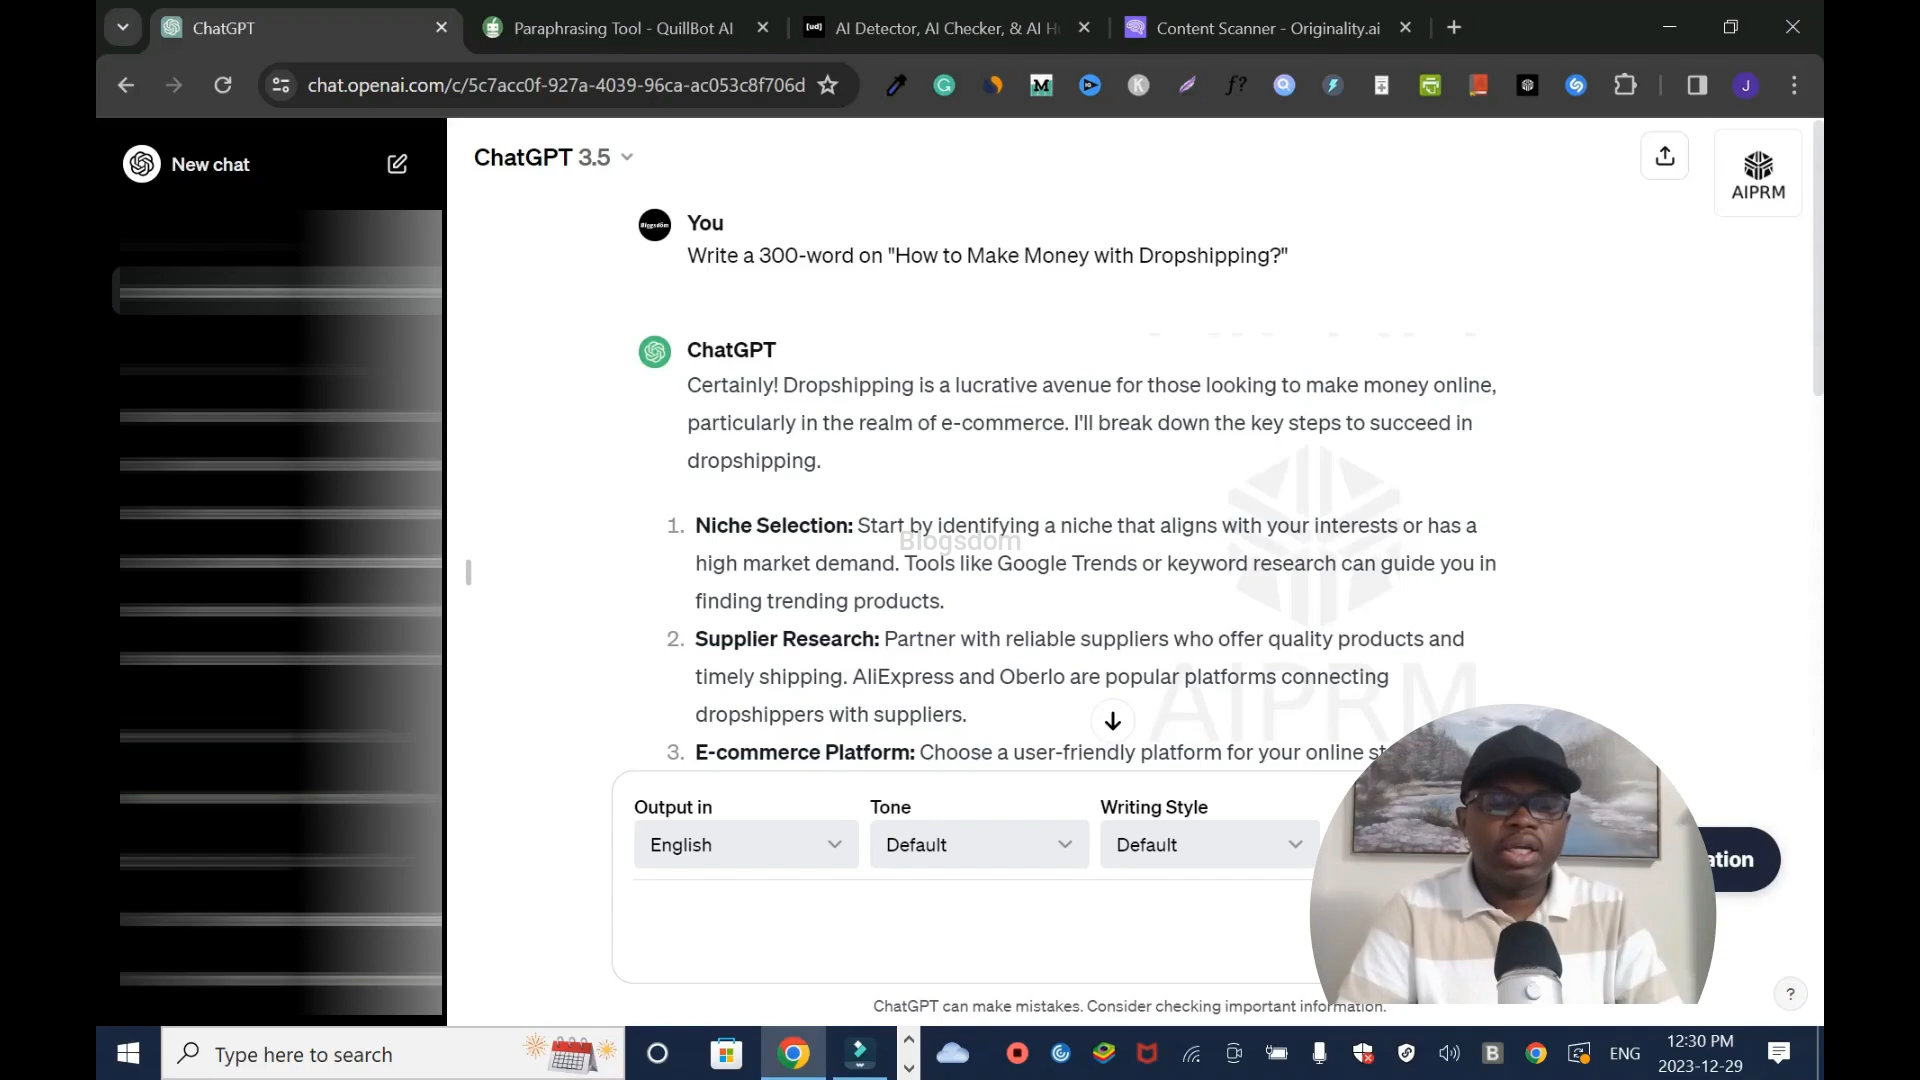 ChatGPT
Paraphrasing Tool - QuillBot AI
[ud]
AI Detector, AI Checker, & AI H
Content Scanner - Originality.ai
chat.openai.com/c/5c7acc0f-927a-4039-96ca-ac053c8f706d
M
K
f?
J
New chat
ChatGPT 3.5
AIPRM
Blogsdom
You
Write a 300-word on "How to Make Money with Dropshipping?"
ChatGPT
Certainly! Dropshipping is a lucrative avenue for those looking to make money online,
particularly in the realm of e-commerce. I'll break down the key steps to succeed in
dropshipping.
1. Niche Selection: Start by identifying a niche that aligns with your interests or has a
Blogsdom
high market demand. Tools like Google Trends or keyword research can guide you in
finding trending products.
2. Supplier Research: Partner with reliable suppliers who offer quality products and
timely shipping. AliExpress and Oberlo are popular platforms connecting
AIPRM
dropshippers with suppliers.
3. E-commerce Platform: Choose a user-friendly platform for your online st
Output in
Tone
Writing Style
English
Default
Default
ation
ChatGPT can make mistakes. Consider checking important information.
?
Type here to search
B
ENG
12:30 PM
2023-12-29